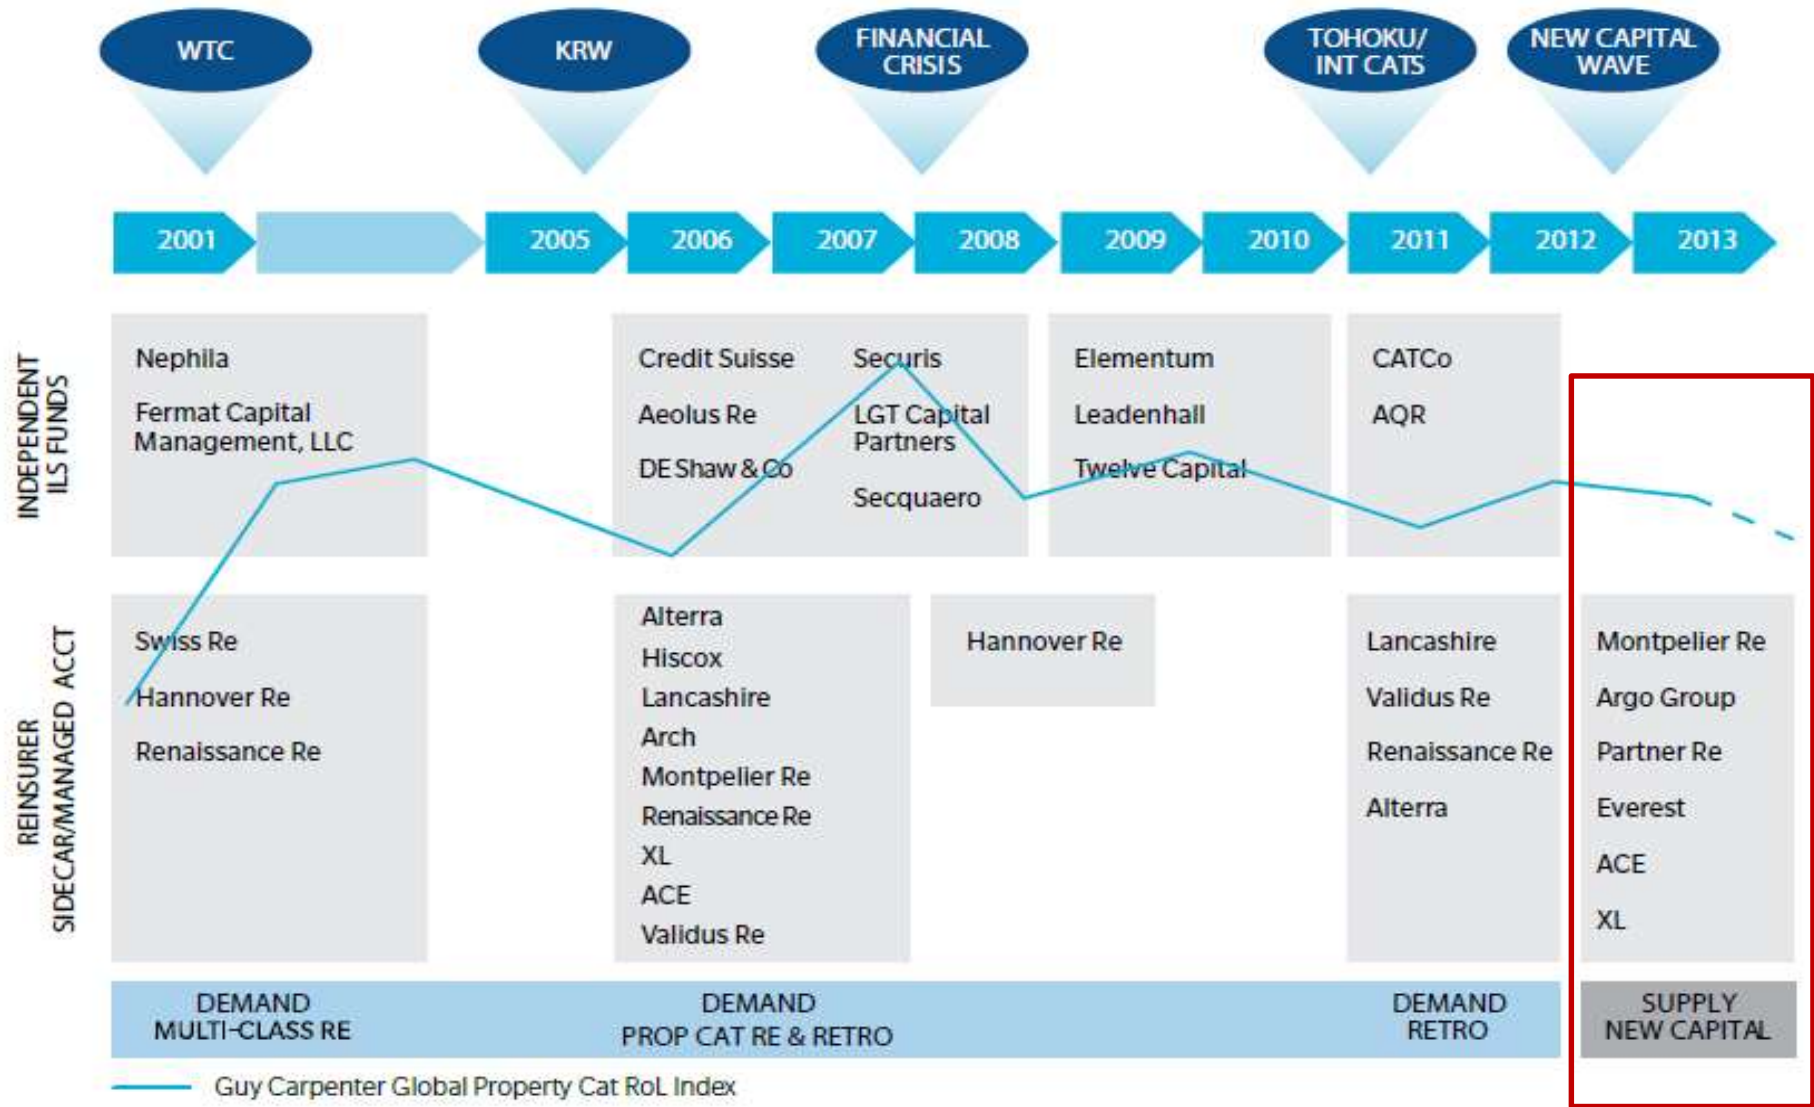 WTC
KRW
FINANCIAL
CRISIS
TOHOKU/
INT CATS
NEW CAPITAL
WAVE
2001
2005
2006
2007
2008
2009
2010
2011
2012
2013
INDEPENDENT
ILS FUNDS
Nephila
Fermat Capital
Management, LLC
Credit Suisse
Aeolus Re
DE Shaw & Co
Securis
LGT Capital
Partners
Secquaero
Elementum
Leadenhall
Twelve Capital
CATCo
AQR
REINSURER
SIDECAR/MANAGED ACCT
Swiss Re
Hannover Re
Renaissance Re
Alterra
Hiscox
Lancashire
Arch
Montpelier Re
Renaissance Re
XL
ACE
Validus Re
Hannover Re
Lancashire
Validus Re
Renaissance Re
Alterra
Montpelier Re
Argo Group
Partner Re
Everest
ACE
XL
DEMAND
MULTI-CLASS RE
DEMAND
PROP CAT RE & RETRO
DEMAND
RETRO
SUPPLY
NEW CAPITAL
Guy Carpenter Global Property Cat RoL Index